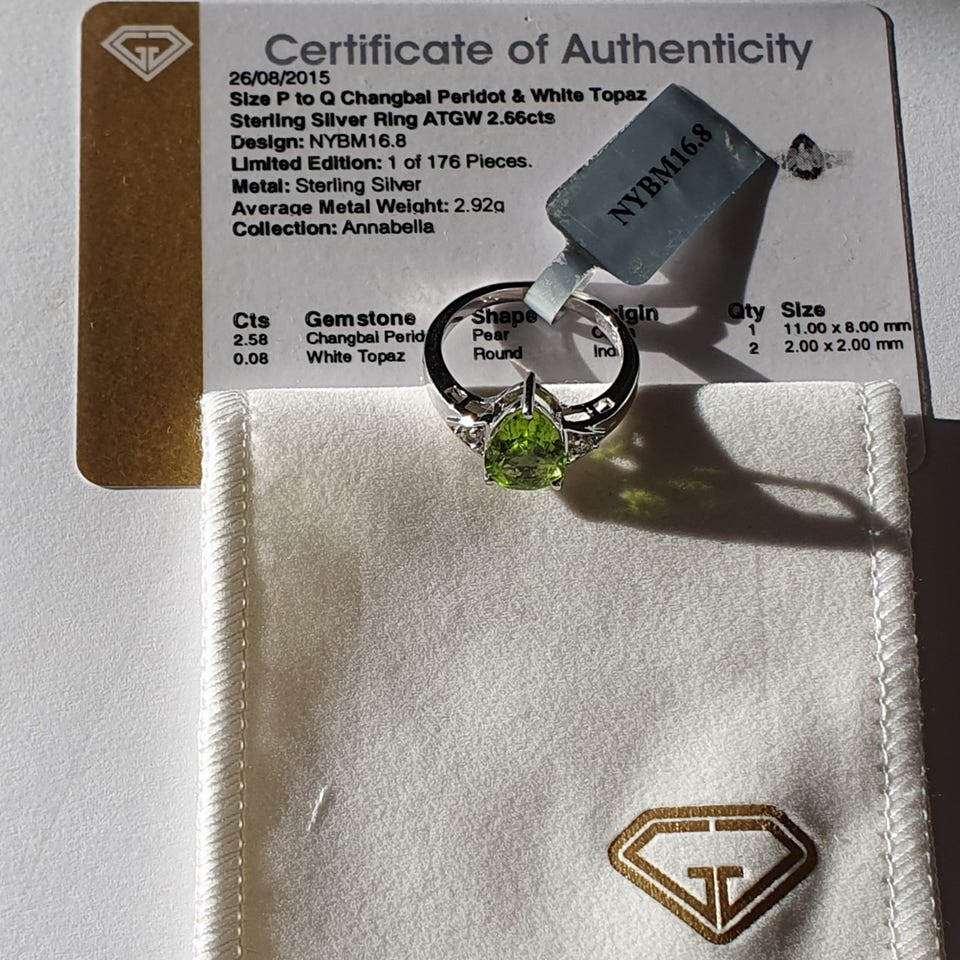 Certificate of Authenticity
26/08/2015
Size P to Q Changbai Peridot & White Topaz
Sterling Silver Ring ATGW 2.66cts
Design: NYBM16.8
Limited Edition: 1 of 176 Pieces.
Metal: Sterling Silver
Average Metal Weight: 2.92g
Collection: Annabella
NYBM16.8
Cts Gemstone Shape Qty Size
2.58 Changbai Pear 1 11.00 x 8.00 mm
0.08 White Topaz Round 2 2.00 x 2.00 mm